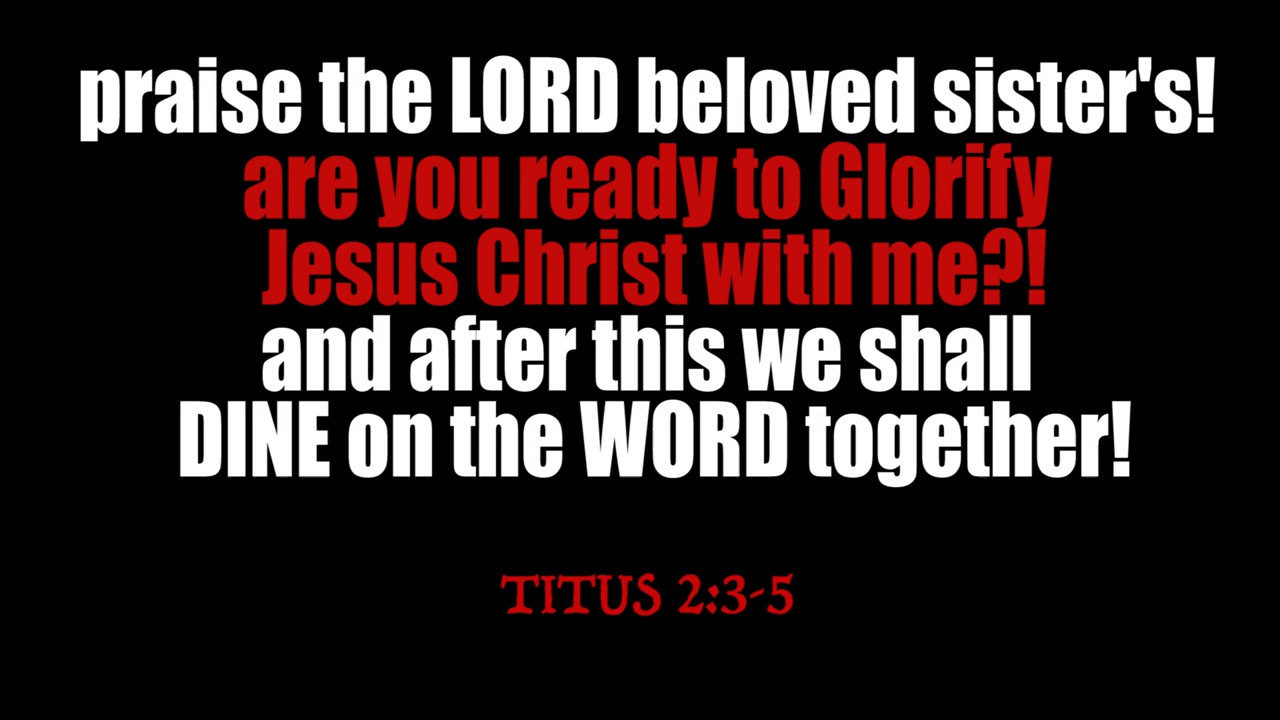 praise the LORD beloved sister's!
are you ready to Glorify
Jesus Christ with me?!
and after this we shall
DINE on the WORD together!
TITUS 2:3-5